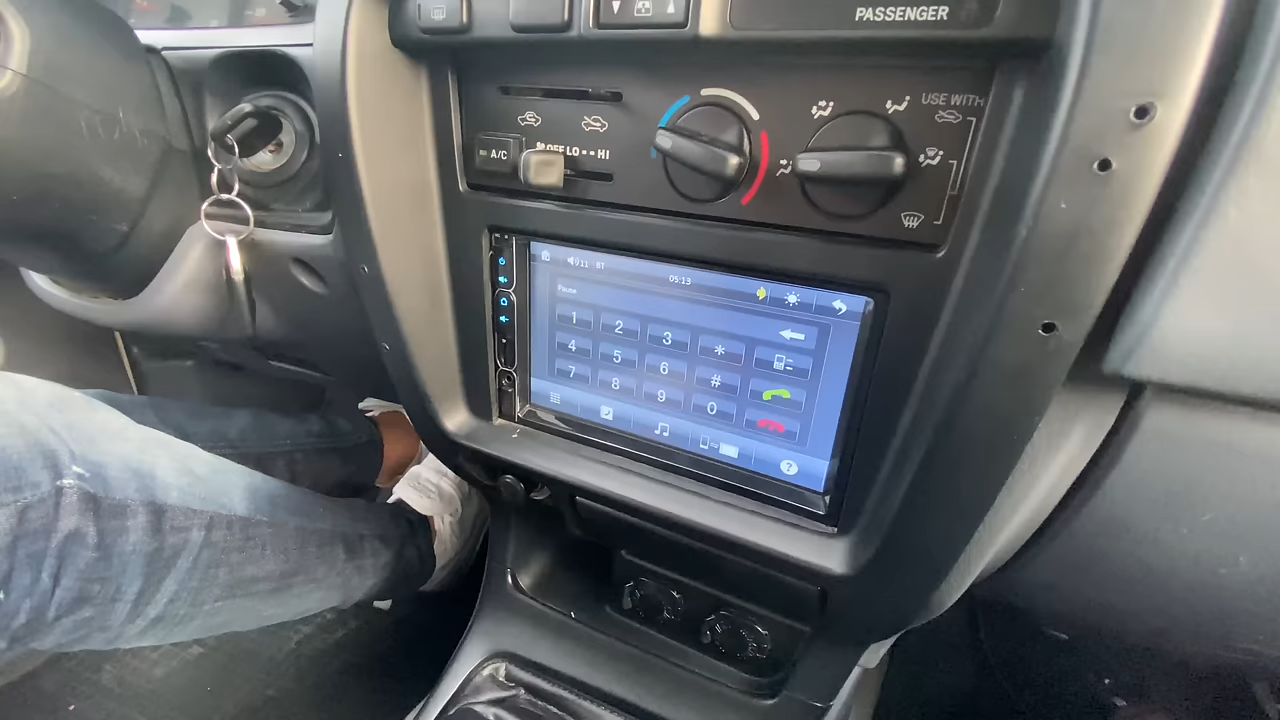 PASSENGER
USE WITH
A/C
OFF LO HI
11 BT
05:13
Pause
1 2 3 *
4 5 6 #
7 8 9 0
?